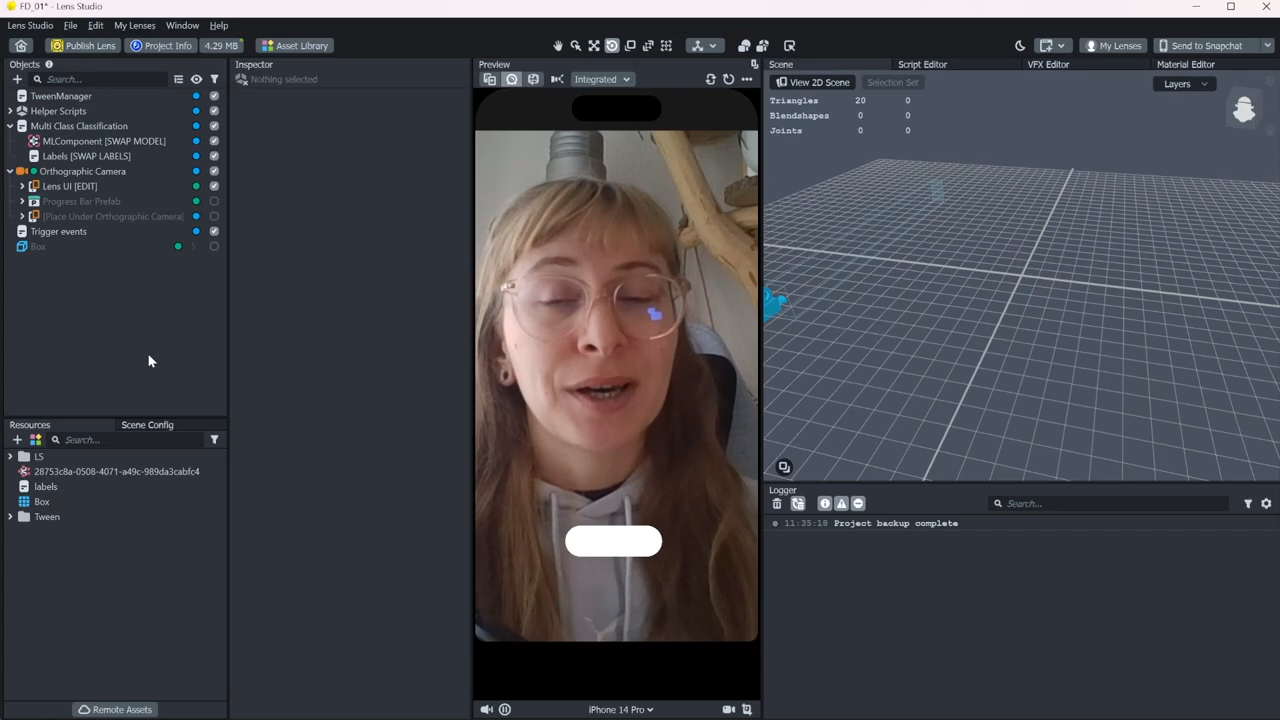 FD_01* - Lens Studio
Lens Studio File Edit My Lenses Window Help
Publish Lens Project Info 4.29 MB Asset Library My Lenses Send to Snapchat
Objects
Search...
TweenManager
Helper Scripts
Multi Class Classification
MLComponent [SWAP MODEL]
Labels [SWAP LABELS]
Orthographic Camera
Lens UI [EDIT]
Progress Bar Prefab
[Place Under Orthographic Camera]
Trigger events
Box 5
Resources Scene Config
Search...
LS
28753c8a-0508-4071-a49c-989da3cabfc4
labels
Box
Tween
Remote Assets
Inspector
Nothing selected
Preview
Integrated
iPhone 14 Pro
Scene Script Editor VFX Editor Material Editor
View 2D Scene Selection Set Layers
Triangles 20 0
Blendshapes 0 0
Joints 0 0
Logger
Search...
11:35:18 Project backup complete